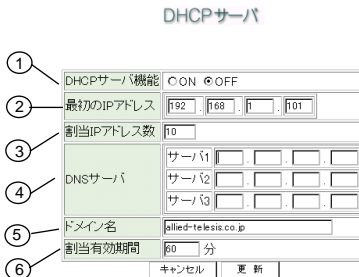 DHCPサーバ
① DHCPサーバ機能 ON OFF
② 最初のIPアドレス 192 . 168 . 1 . 101
③ 割当IPアドレス数 10
④ DNSサーバ サーバ1 . . .
サーバ2 . . .
サーバ3 . . .
⑤ ドメイン名 allied-telesis.co.jp
⑥ 割当有効期間 60 分
キャンセル 更 新